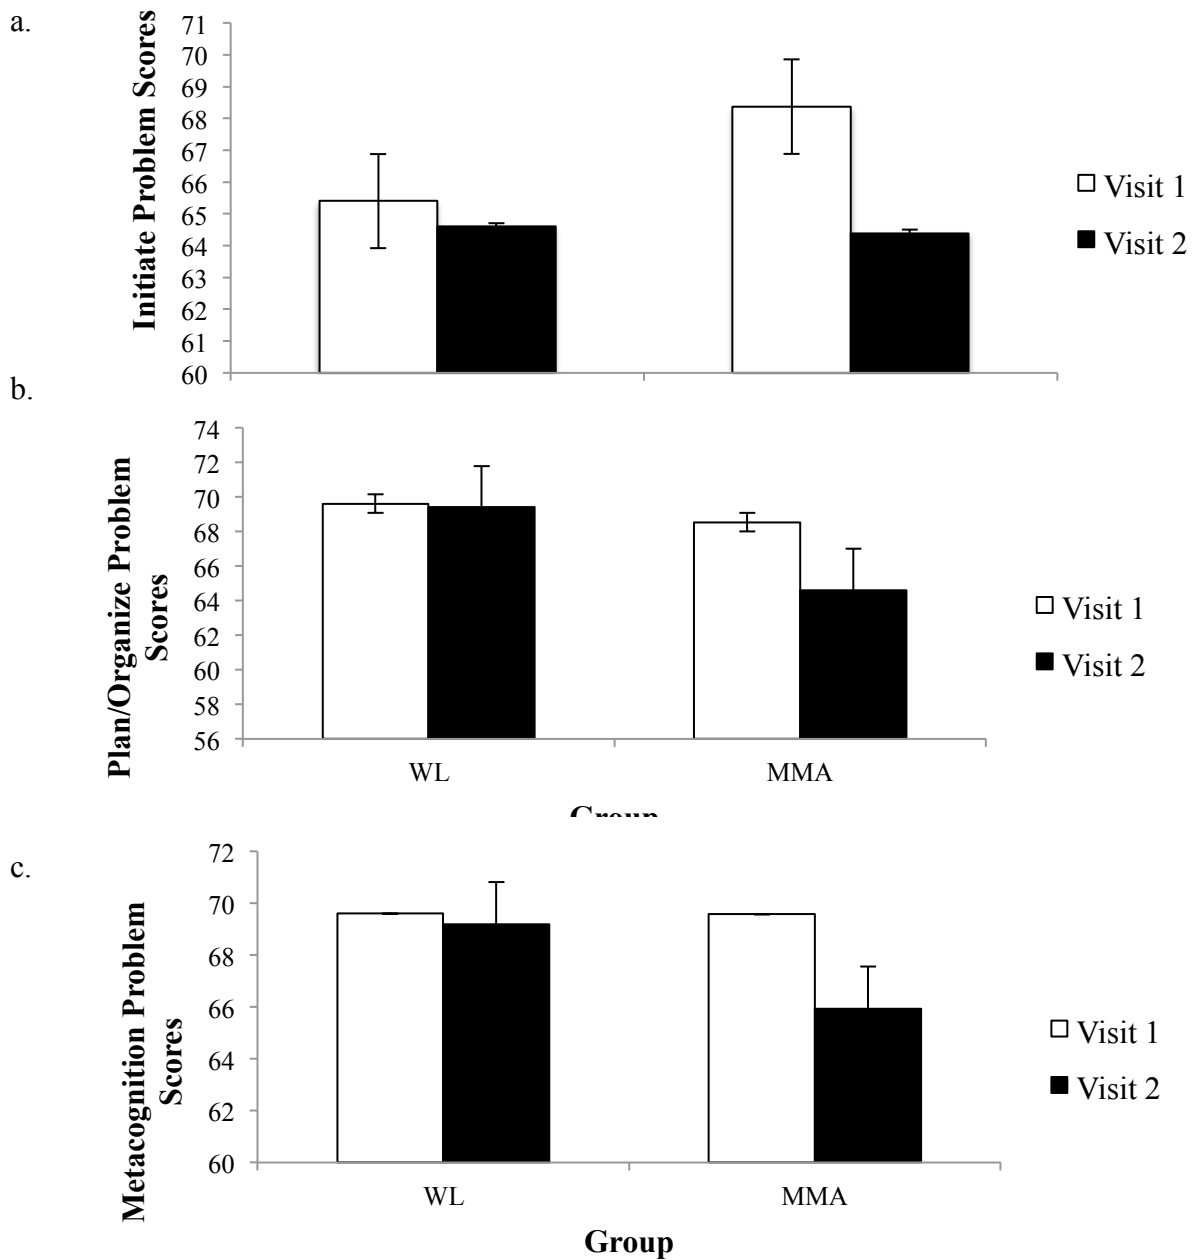 a.
Initiate Problem Scores
71
70
69
68
67
66
65
64
63
62
61
60
Visit 1
Visit 2
b.
Plan/Organize Problem
Scores
74
72
70
68
66
64
62
60
58
56
WL
MMA
Group
Visit 1
Visit 2
c.
Metacognition Problem
Scores
72
70
68
66
64
62
60
WL
MMA
Group
Visit 1
Visit 2